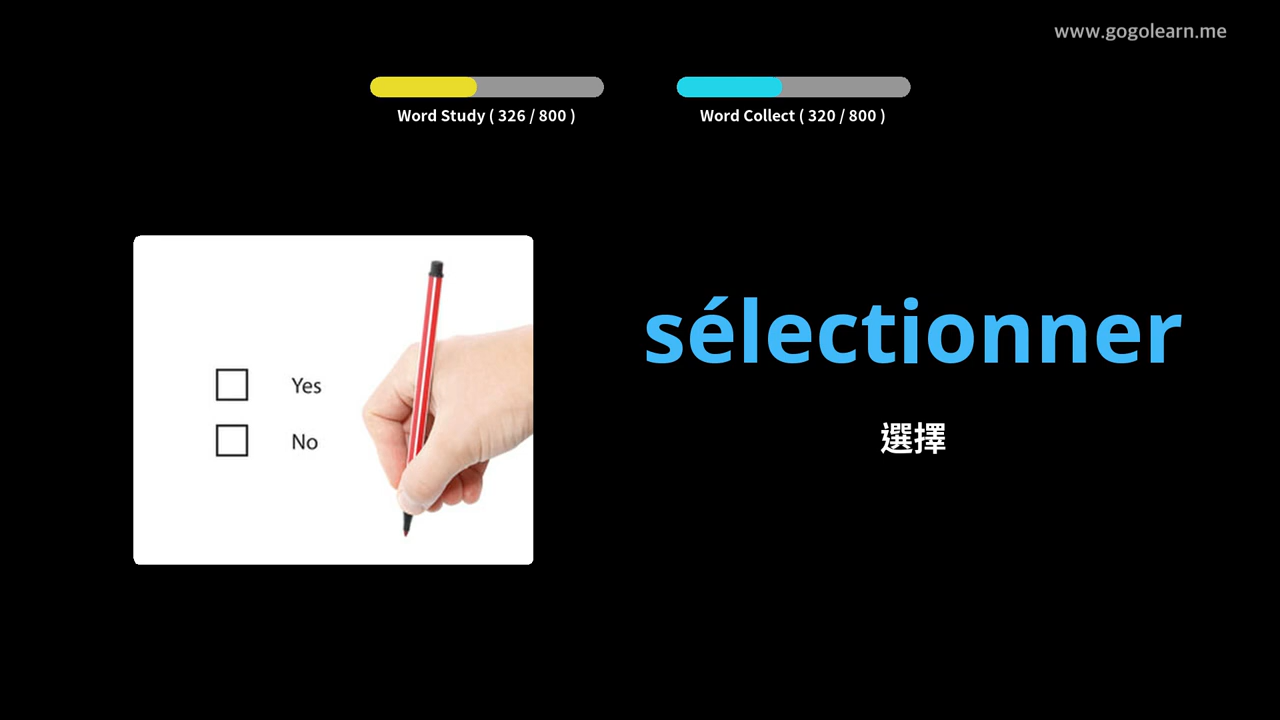 www.gogolearn.me
Word Study ( 326 / 800 )
Word Collect ( 320 / 800 )
Yes
No
sélectionner
選擇